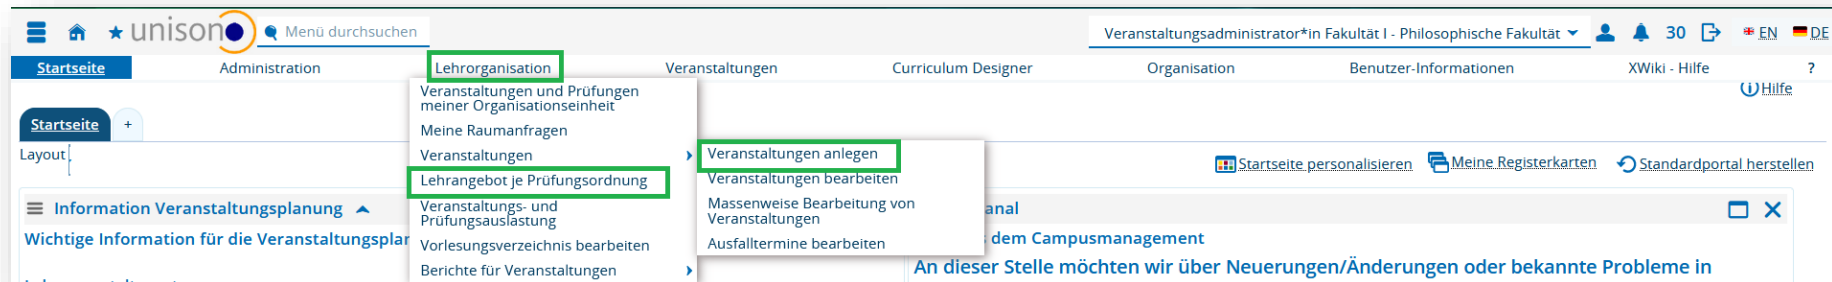 unisono
Menü durchsuchen
Veranstaltungsadministrator*in Fakultät I - Philosophische Fakultät
30
EN
DE
Startseite
Administration
Lehrorganisation
Veranstaltungen
Curriculum Designer
Organisation
Benutzer-Informationen
XWiki - Hilfe
?
Hilfe
Startseite
+
Layout
Veranstaltungen und Prüfungen
meiner Organisationseinheit
Meine Raumanfragen
Veranstaltungen
Lehrangebot je Prüfungsordnung
Veranstaltungs- und
Prüfungsauslastung
Vorlesungsverzeichnis bearbeiten
Berichte für Veranstaltungen
Veranstaltungen anlegen
Veranstaltungen bearbeiten
Massenweise Bearbeitung von
Veranstaltungen
Ausfalltermine bearbeiten
Startseite personalisieren
Meine Registerkarten
Standardportal herstellen
Information Veranstaltungsplanung
Wichtige Information für die
anal
dem Campusmanagement
An dieser Stelle möchten wir über Neuerungen/Änderungen oder bekannte Probleme in